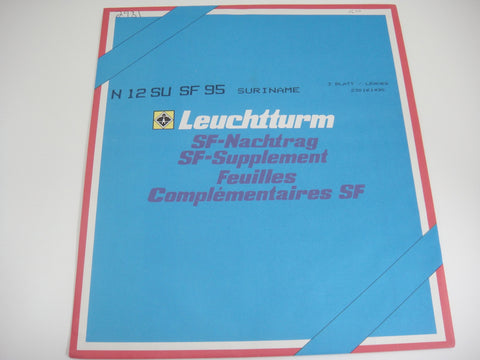 N 12 SU SF 95 SURINAME
Leuchtturm
SF-Nachtrag
SF-Supplement
Feuilles
Complémentaires SF